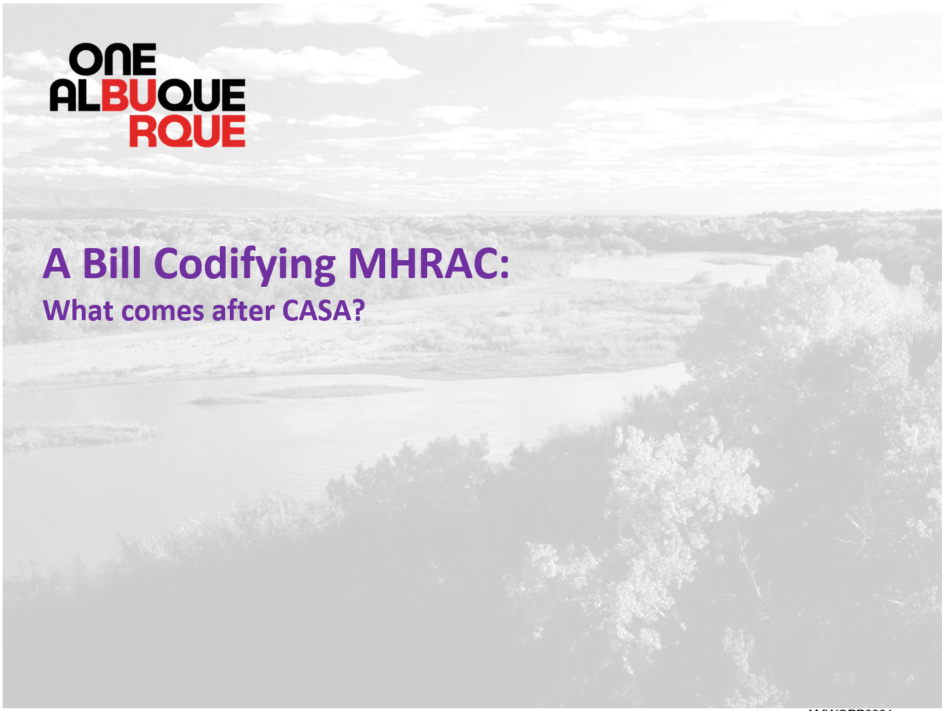 ONE
ALBUQUE
RQUE
A Bill Codifying MHRAC:
What comes after CASA?